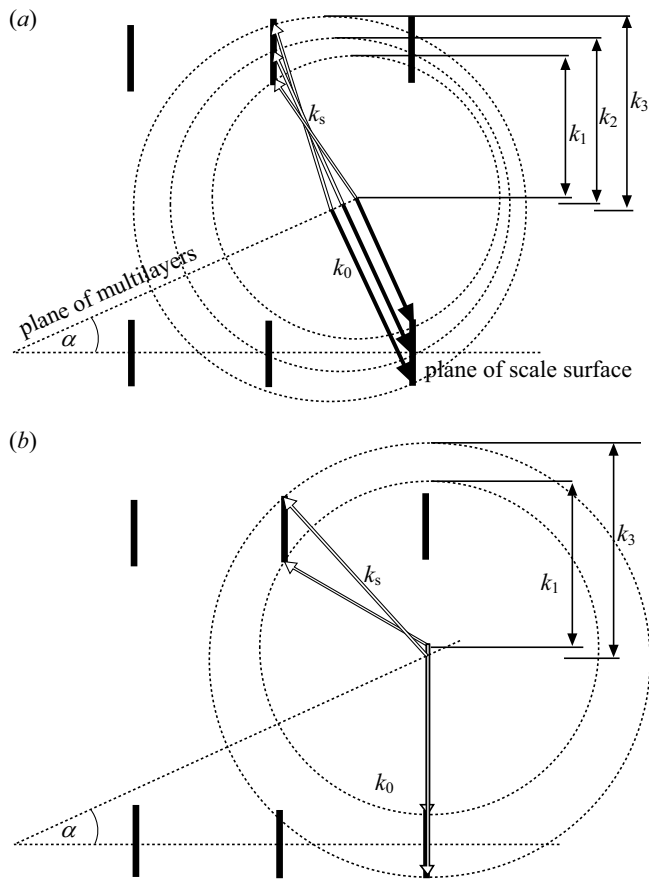 (a)
k₃
k₂
k₁
kₛ
k₀
plane of multilayers
α
plane of scale surface
(b)
k₃
kₛ
k₁
k₀
α